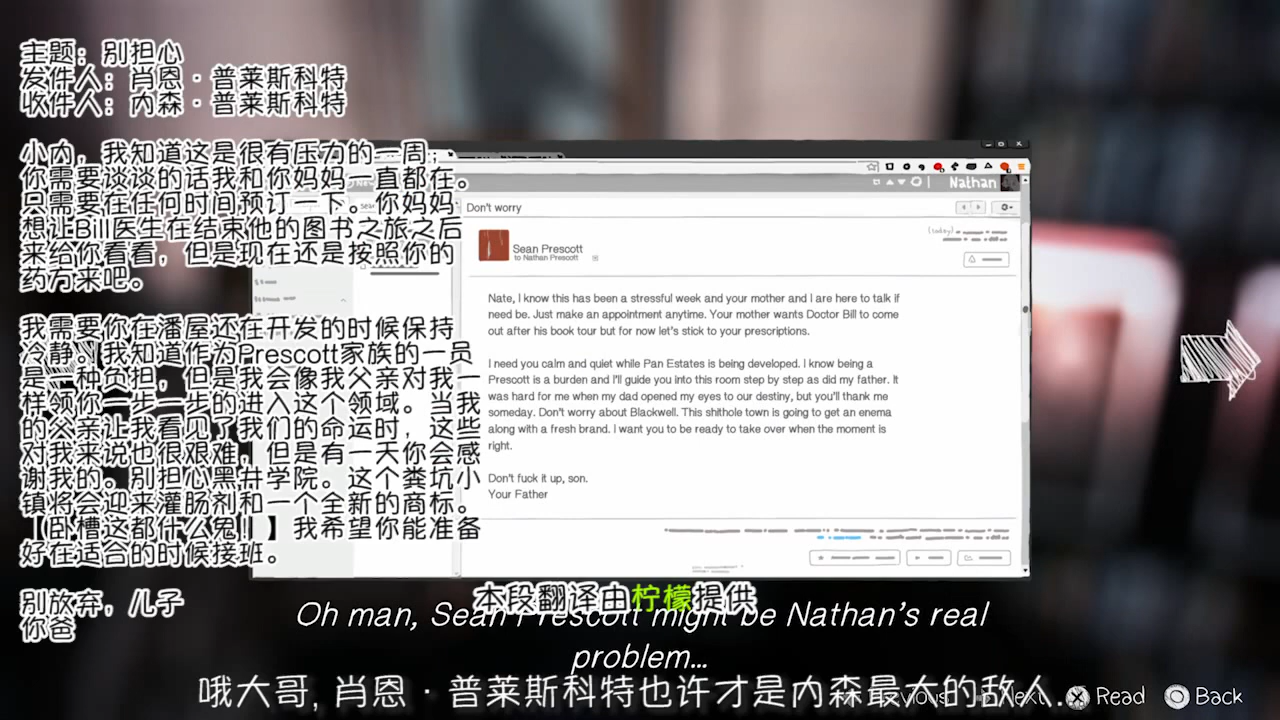 主题：别担心
发件人：肖恩·普莱斯科特
收件人：内森·普莱斯科特
小内，我知道这是很有压力的一周，
你需要谈谈的话我和你妈妈一直都在。
只需要在任何时间预订一下。你妈妈
想让Bill医生在结束他的图书之旅之后
来给你看看，但是现在还是按照你的
药方来吧。
我需要你在潘屋还在开发的时候保持
冷静。我知道作为Prescott家族的一员
是一种负担，但是我会像我父亲对我一
样领你一步一步的进入这个领域。当我
的父亲让我看见了我们的命运时，这些
对我来说也很艰难，但是有一天你会感
谢我的。别担心黑井学院。这个粪坑小
镇将会迎来灌肠剂和一个全新的商标。
【卧槽这都什么鬼！！】我希望你能准备
好在适合的时候接班。
别放弃，儿子
你爸
Nathan
Don't worry
(today)
Sean Prescott
to Nathan Prescott
Nate, I know this has been a stressful week and your mother and I are here to talk if
need be. Just make an appointment anytime. Your mother wants Doctor Bill to come
out after his book tour but for now let's stick to your prescriptions.
I need you calm and quiet while Pan Estates is being developed. I know being a
Prescott is a burden and I'll guide you into this room step by step as did my father. It
was hard for me when my dad opened my eyes to our destiny, but you'll thank me
someday. Don't worry about Blackwell. This shithole town is going to get an enema
along with a fresh brand. I want you to be ready to take over when the moment is
right.
Don't fuck it up, son.
Your Father
本段翻译由柠檬提供
Oh man, Sean Prescott might be Nathan's real
problem...
哦大哥, 肖恩·普莱斯科特也许才是内森最大的敌人...
Previous Next Read Back